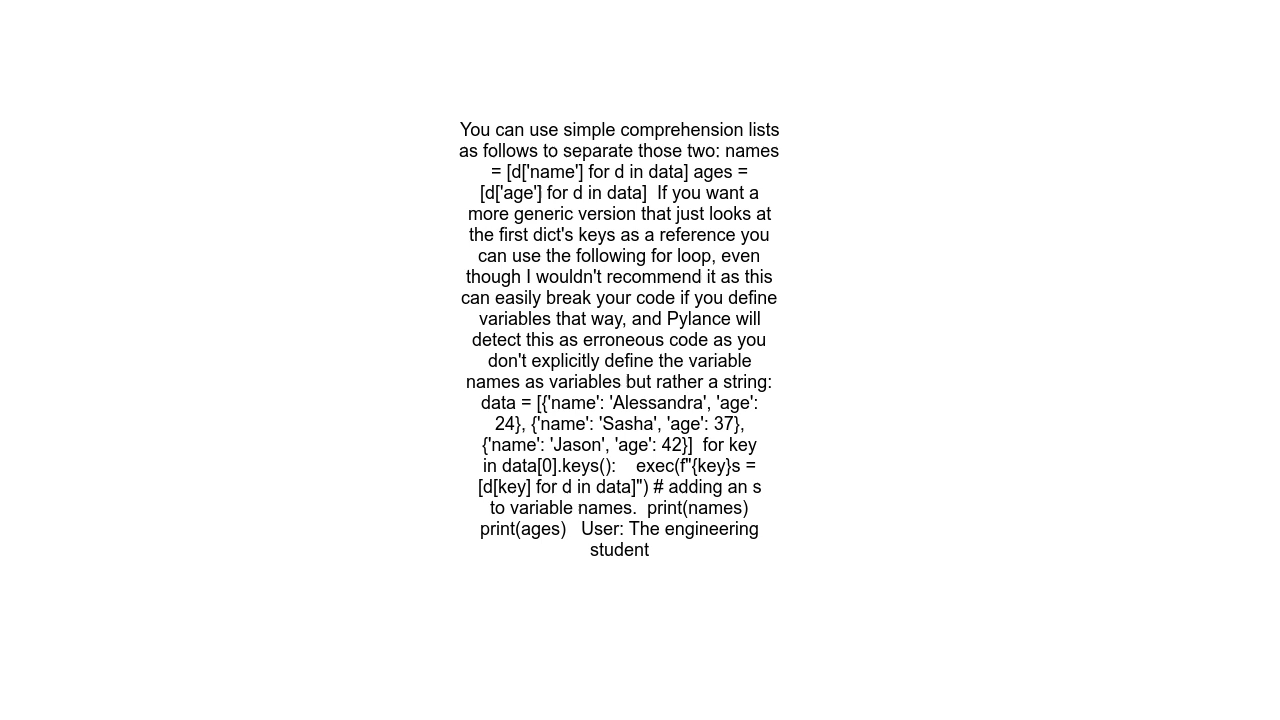 You can use simple comprehension lists
as follows to separate those two: names
= [d['name'] for d in data] ages =
[d['age'] for d in data]  If you want a
more generic version that just looks at
the first dict's keys as a reference you
can use the following for loop, even
though I wouldn't recommend it as this
can easily break your code if you define
variables that way, and Pylance will
detect this as erroneous code as you
don't explicitly define the variable
names as variables but rather a string:
data = [{'name': 'Alessandra', 'age':
24}, {'name': 'Sasha', 'age': 37},
{'name': 'Jason', 'age': 42}]  for key
in data[0].keys():    exec(f"{key}s =
[d[key] for d in data]") # adding an s
to variable names.  print(names)
print(ages)   User: The engineering
student